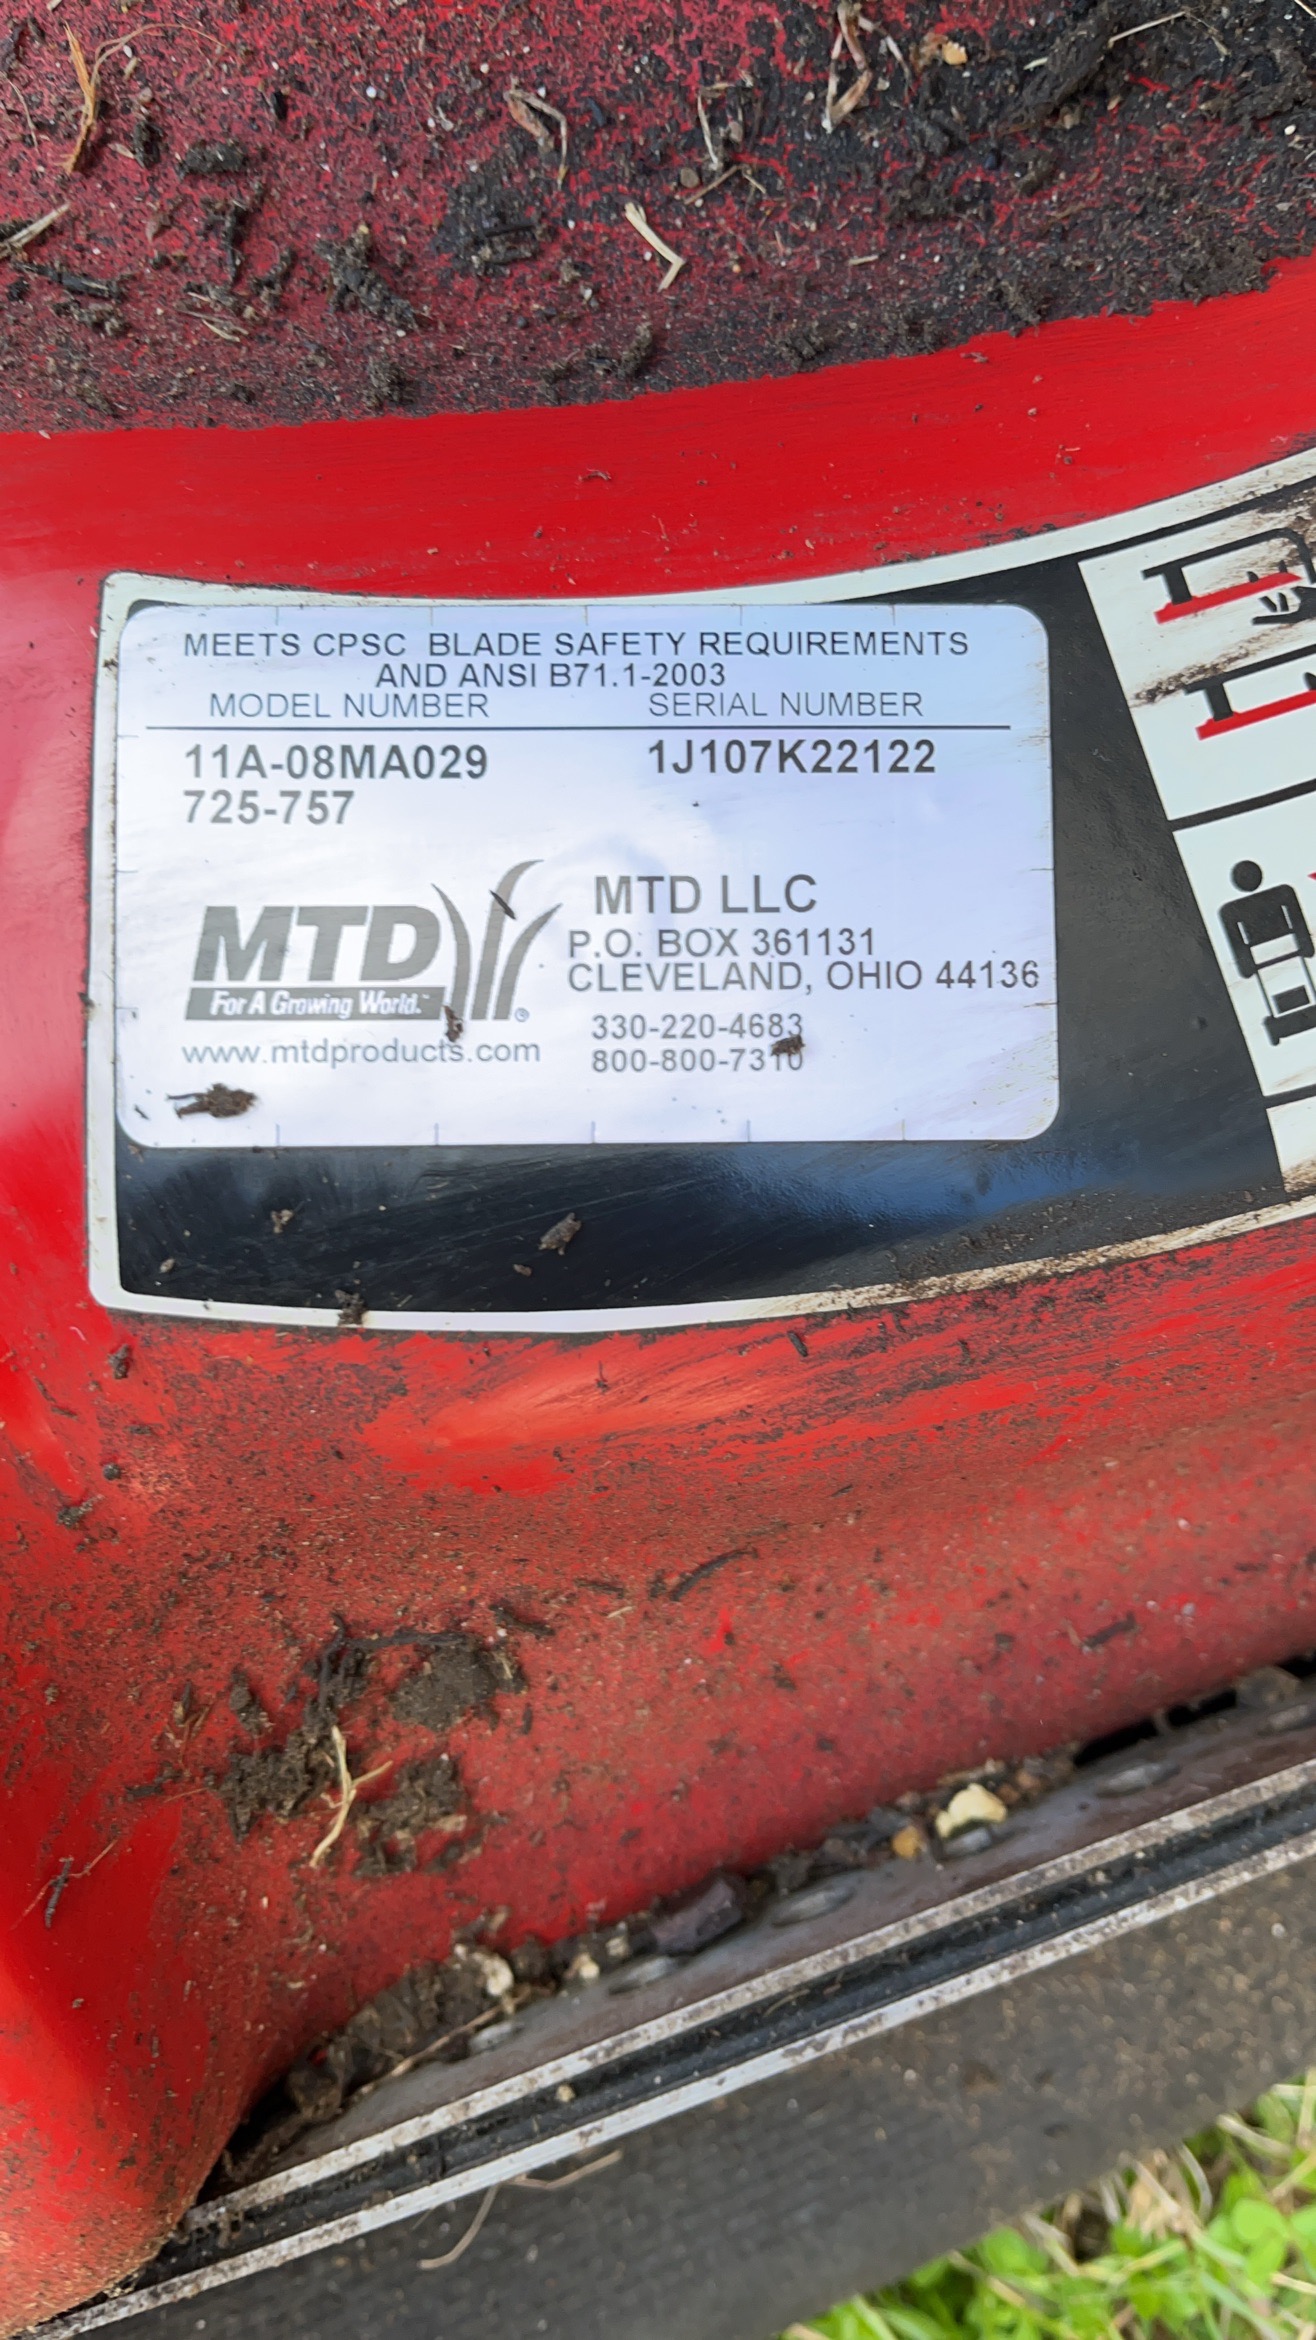 MEETS CPSC BLADE SAFETY REQUIREMENTS
AND ANSI B71.1-2003
MODEL NUMBER SERIAL NUMBER
11A-08MA029 1J107K22122
725-757
MTD
For A Growing World.™
®
www.mtdproducts.com
MTD LLC
P.O. BOX 361131
CLEVELAND, OHIO 44136
330-220-4683
800-800-7310